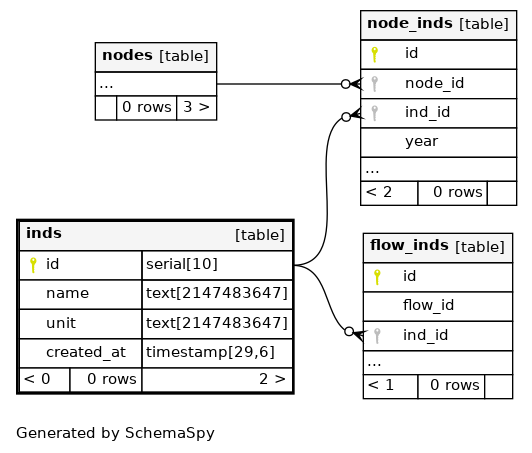 nodes [table]
...
0 rows 3 >
node_inds [table]
id
node_id
ind_id
year
...
< 2 0 rows
inds [table]
id serial[10]
name text[2147483647]
unit text[2147483647]
created_at timestamp[29,6]
< 0 0 rows 2 >
flow_inds [table]
id
flow_id
ind_id
...
< 1 0 rows
Generated by SchemaSpy